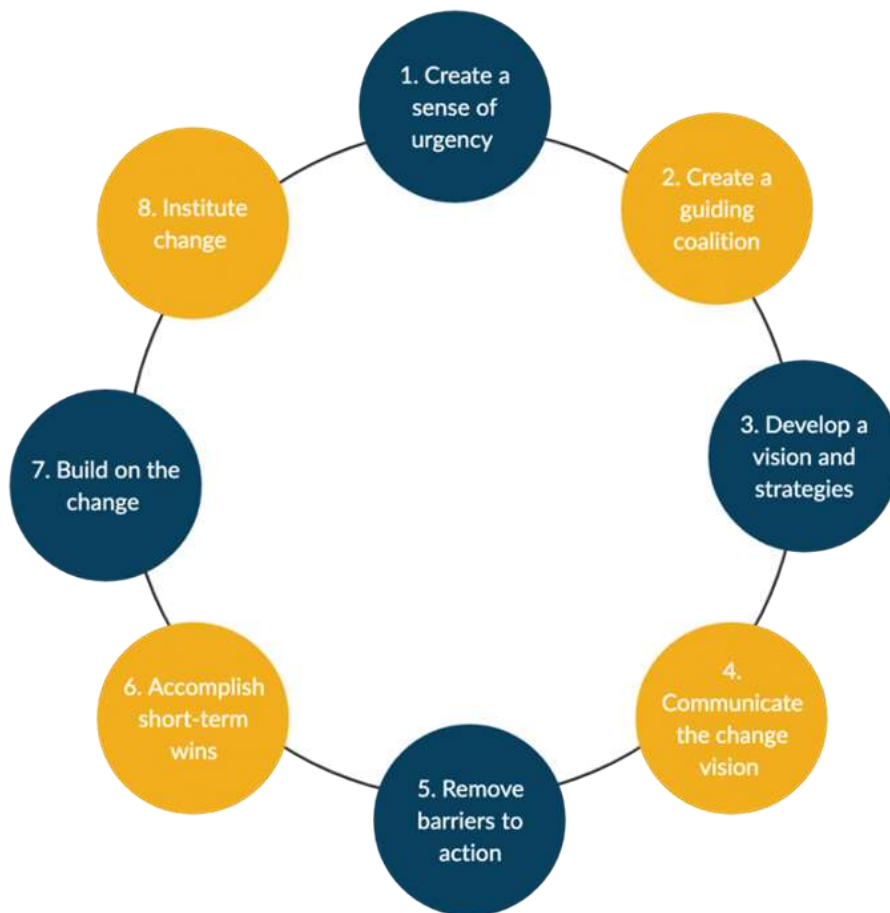 1. Create a
sense of
urgency
2. Create a
guiding
coalition
3. Develop a
vision and
strategies
4.
Communicate
the change
vision
5. Remove
barriers to
action
6. Accomplish
short-term
wins
7. Build on the
change
8. Institute
change